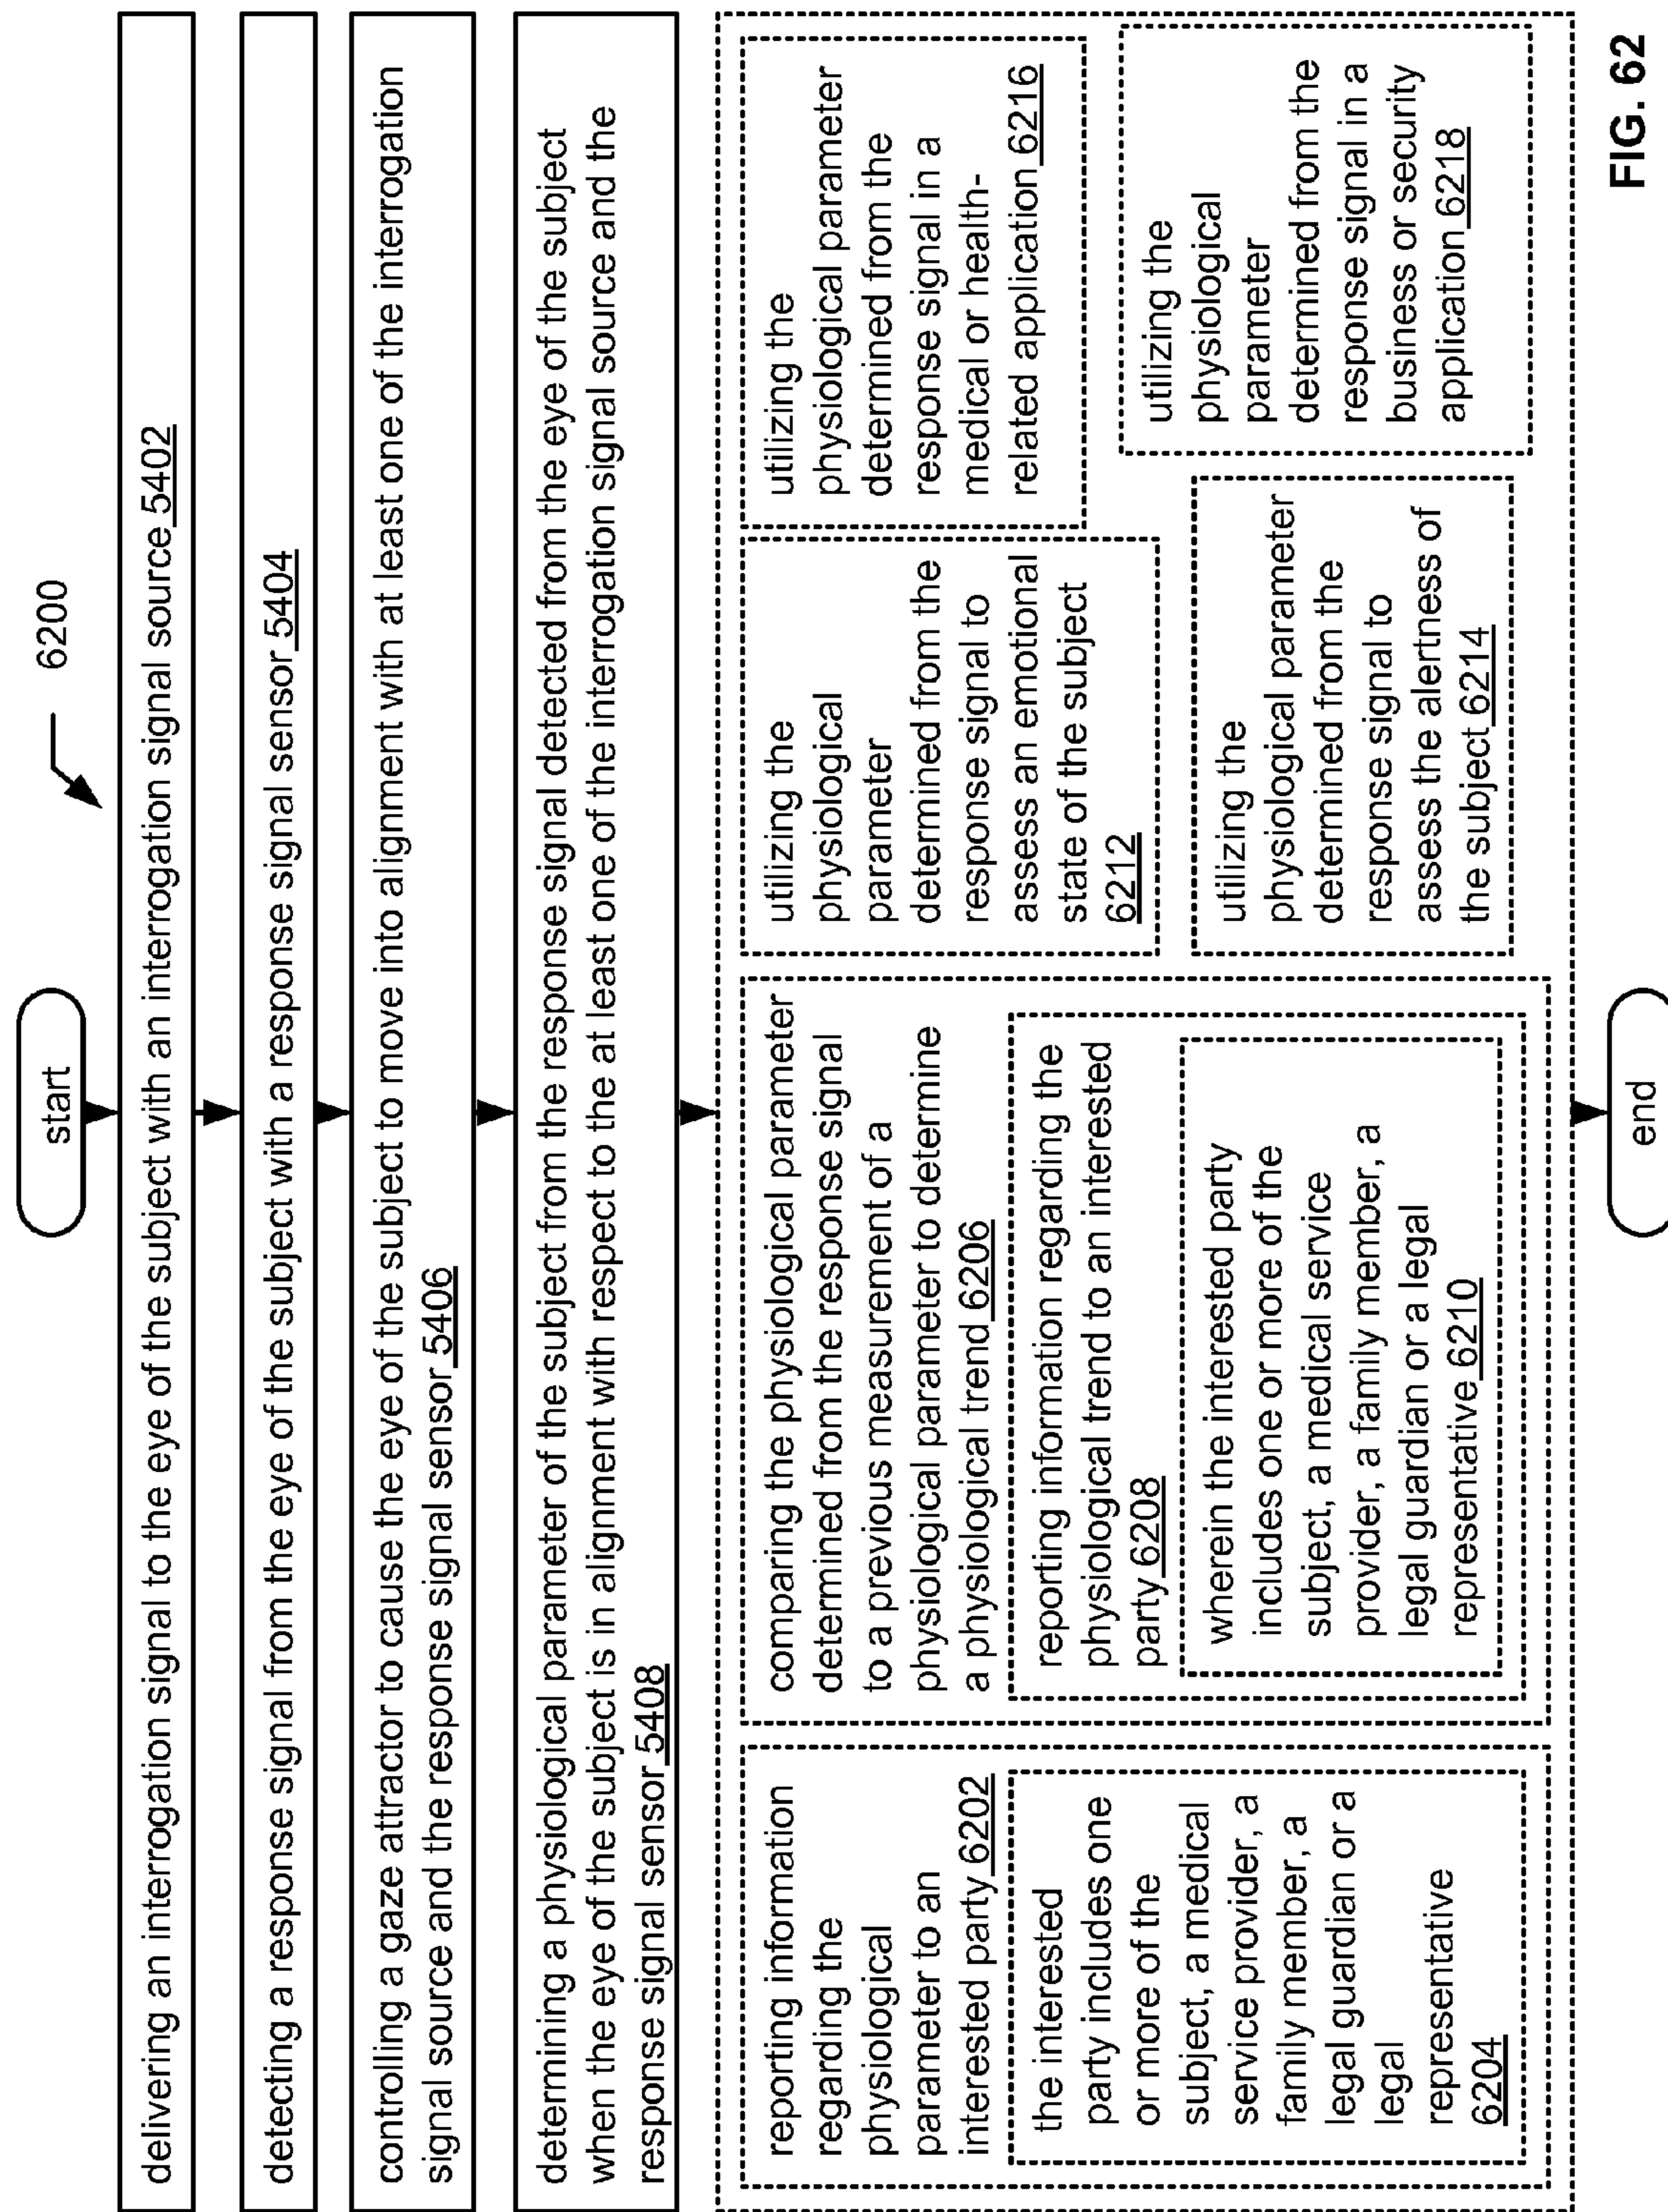 6200
start
delivering an interrogation signal to the eye of the subject with an interrogation signal source 5402
detecting a response signal from the eye of the subject with a response signal sensor 5404
controlling a gaze attractor to cause the eye of the subject to move into alignment with at least one of the interrogation
signal source and the response signal sensor 5406
determining a physiological parameter of the subject from the response signal detected from the eye of the subject
when the eye of the subject is in alignment with respect to the at least one of the interrogation signal source and the
response signal sensor 5408
reporting information
regarding the
physiological
parameter to an
interested party 6202
the interested
party includes one
or more of the
subject, a medical
service provider, a
family member, a
legal guardian or a
legal
representative
6204
comparing the physiological parameter
determined from the response signal
to a previous measurement of a
physiological parameter to determine
a physiological trend 6206
reporting information regarding the
physiological trend to an interested
party 6208
wherein the interested party
includes one or more of the
subject, a medical service
provider, a family member, a
legal guardian or a legal
representative 6210
utilizing the
physiological
parameter
determined from the
response signal to
assess an emotional
state of the subject
6212
utilizing the
physiological parameter
determined from the
response signal to
assess the alertness of
the subject 6214
utilizing the
physiological parameter
determined from the
response signal in a
medical or health-
related application 6216
utilizing the
physiological
parameter
determined from the
response signal in a
business or security
application 6218
end
FIG. 62